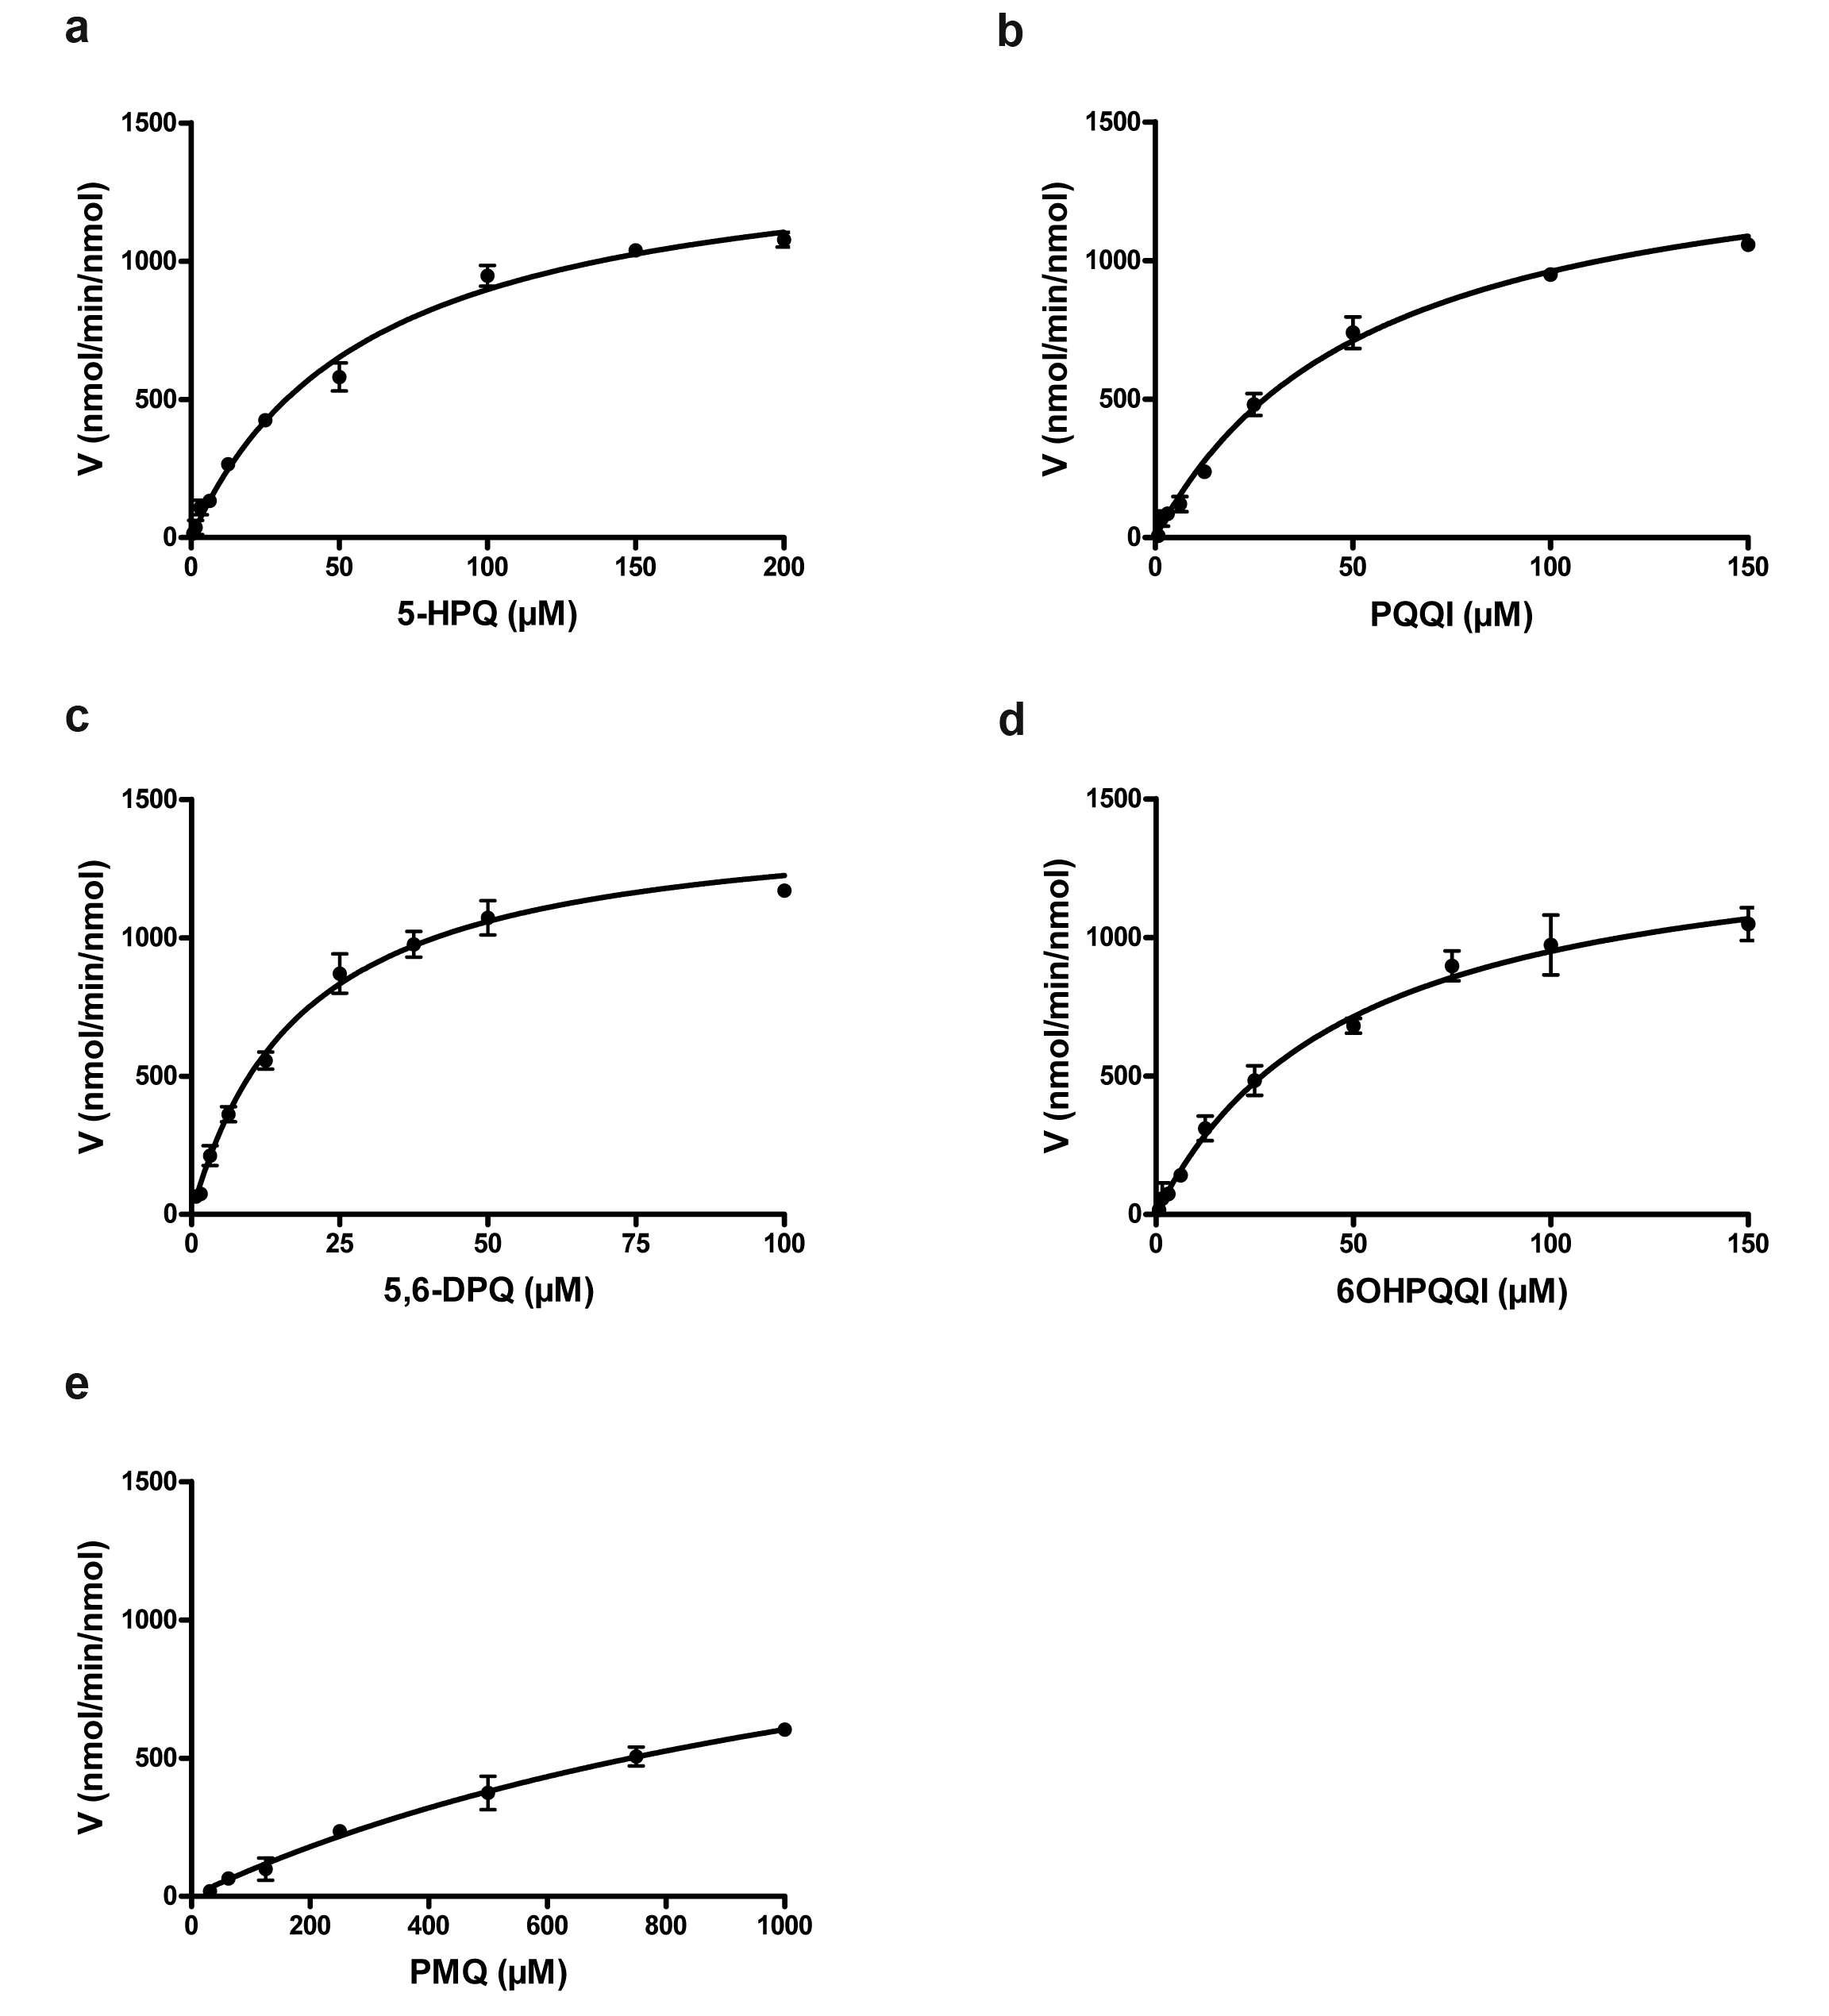 a
1500
1000
500
0
V (nmol/min/nmol)
0 50 100 150 200
5-HPQ (µM)
b
1500
1000
500
0
V (nmol/min/nmol)
0 50 100 150
PQQI (µM)
c
1500
1000
500
0
V (nmol/min/nmol)
0 25 50 75 100
5,6-DPQ (µM)
d
1500
1000
500
0
V (nmol/min/nmol)
0 50 100 150
6OHPQQI (µM)
e
1500
1000
500
0
V (nmol/min/nmol)
0 200 400 600 800 1000
PMQ (µM)